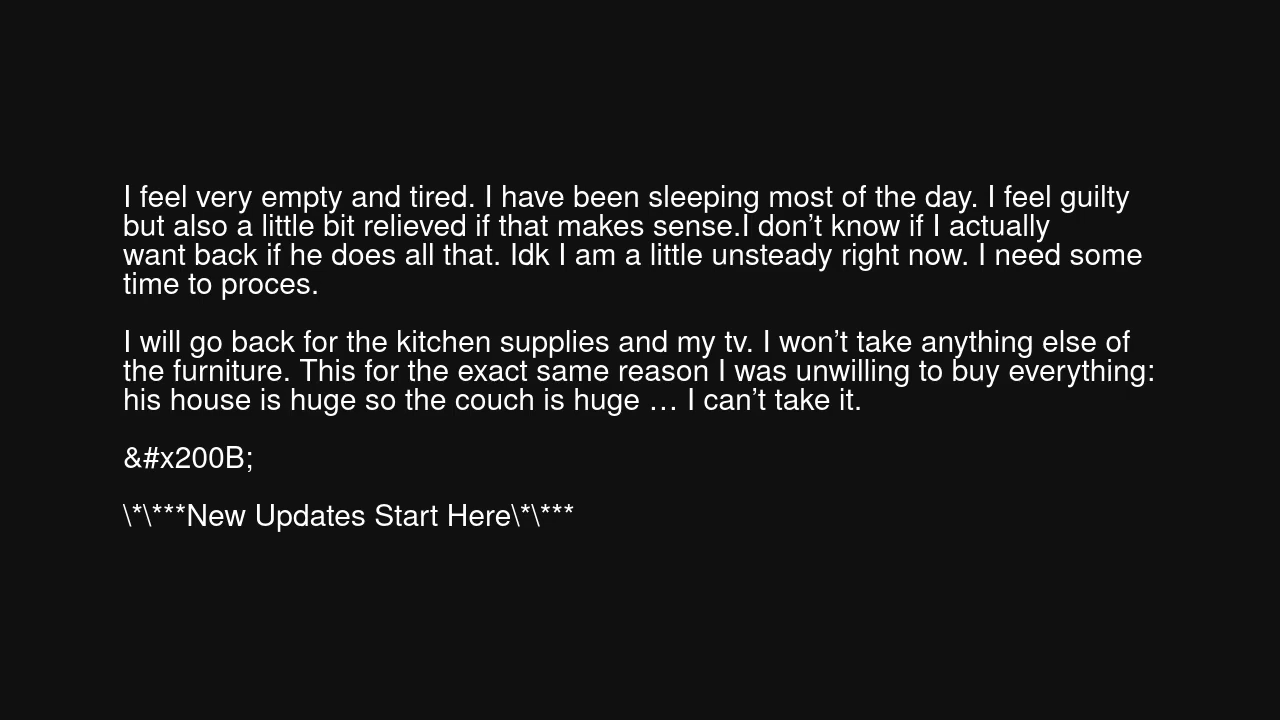 I feel very empty and tired. I have been sleeping most of the day. I feel guilty
but also a little bit relieved if that makes sense.I don’t know if I actually
want back if he does all that. Idk I am a little unsteady right now. I need some
time to proces.
I will go back for the kitchen supplies and my tv. I won’t take anything else of
the furniture. This for the exact same reason I was unwilling to buy everything:
his house is huge so the couch is huge … I can’t take it.
&#x200B;
\*\***New Updates Start Here\*\***